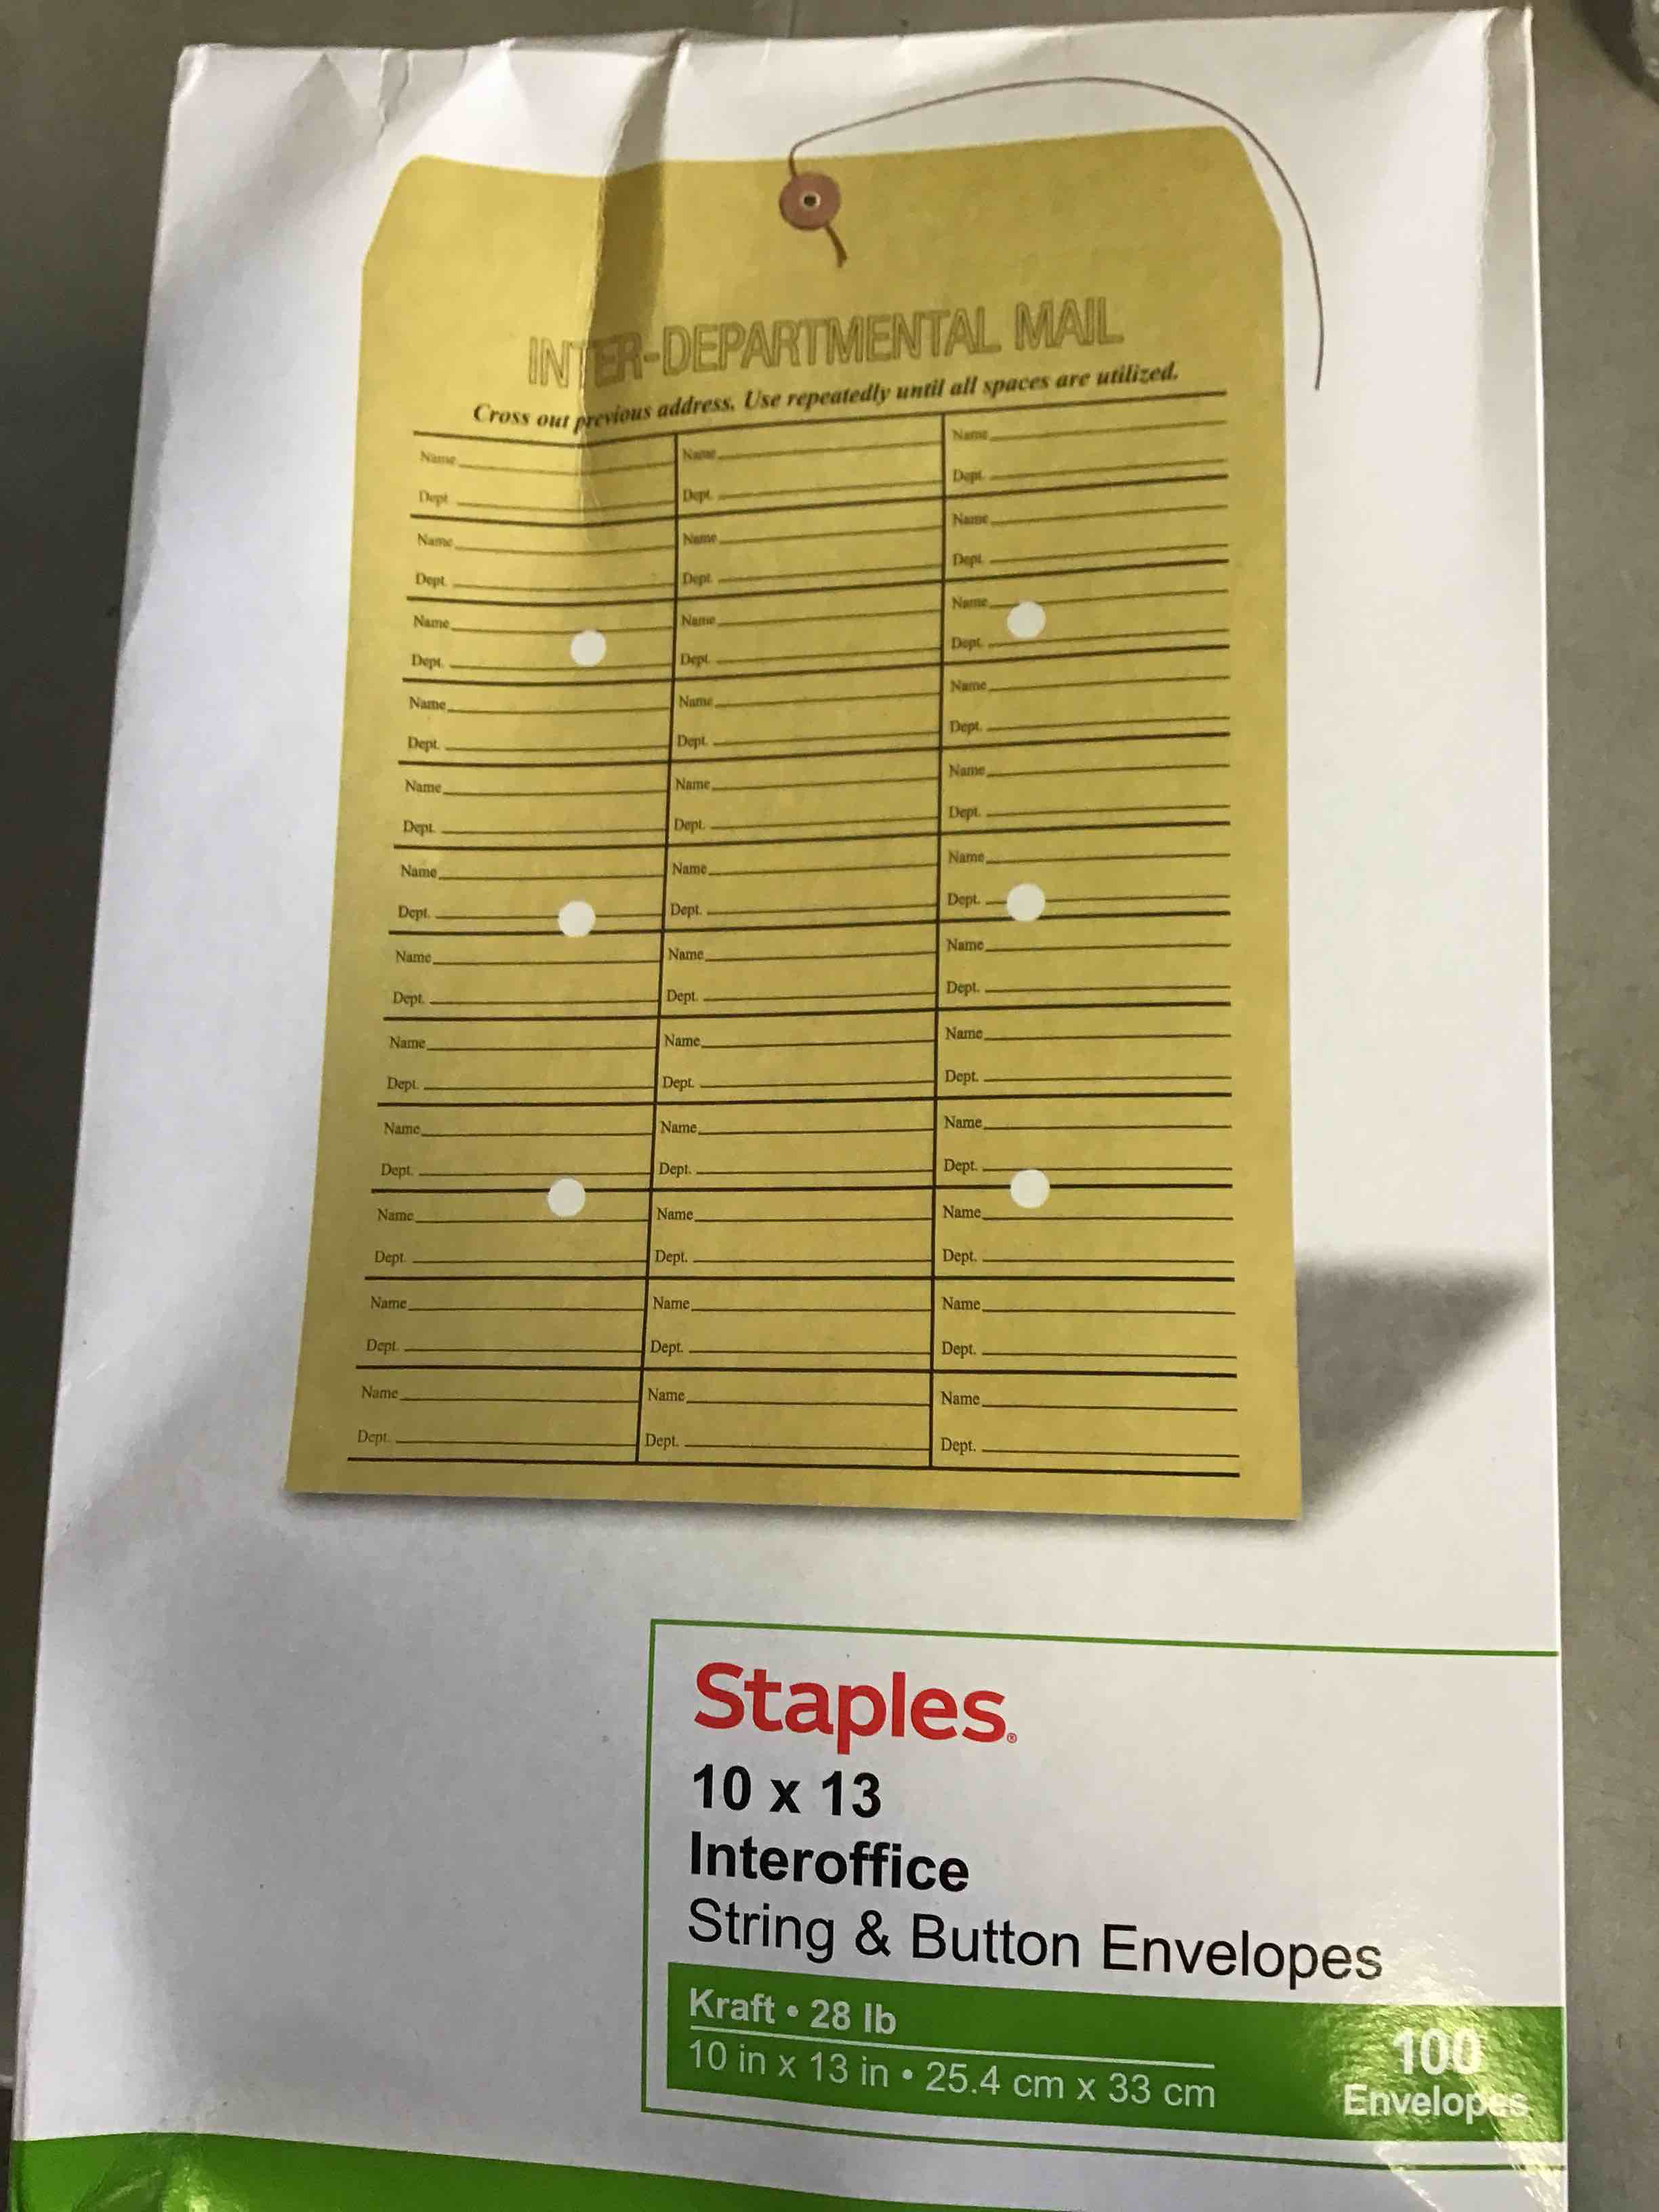 INTER-DEPARTMENTAL MAIL
Cross out previous address. Use repeatedly until all spaces are utilized.
Name Name Name
Dept. Dept. Dept.
Name Name Name
Dept. Dept. Dept.
Name Name Name
Dept. Dept. Dept.
Name Name Name
Dept. Dept. Dept.
Name Name Name
Dept. Dept. Dept.
Name Name Name
Dept. Dept. Dept.
Name Name Name
Dept. Dept. Dept.
Name Name Name
Dept. Dept. Dept.
Name Name Name
Dept. Dept. Dept.
Name Name Name
Dept. Dept. Dept.
Name Name Name
Dept. Dept. Dept.
Name Name Name
Dept. Dept. Dept.
Staples®
10 x 13
Interoffice
String & Button Envelopes
Kraft • 28 lb
10 in x 13 in • 25.4 cm x 33 cm
100
Envelopes